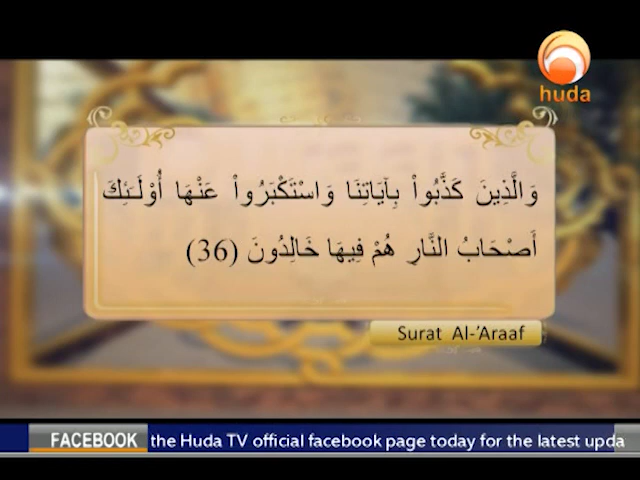 huda
وَالَّذِينَ كَذَّبُواْ بِآيَاتِنَا وَاسْتَكْبَرُواْ عَنْهَا أُوْلَـَئِكَ
أَصْحَابُ النَّارِ هُمْ فِيهَا خَالِدُونَ (36)
Surat Al-'Araaf
FACEBOOK the Huda TV official facebook page today for the latest upda